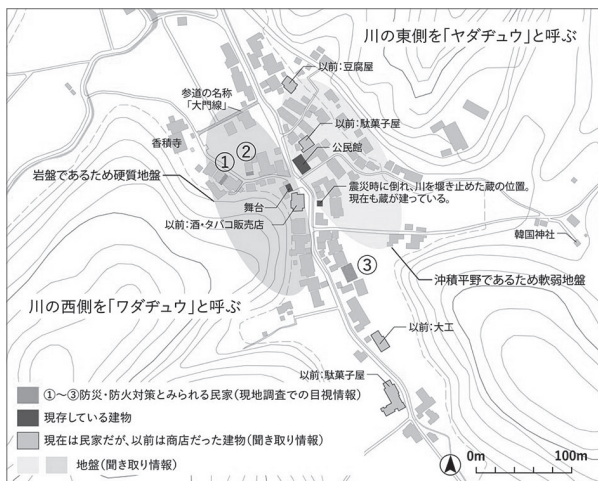 川の東側を「ヤダヂュウ」と呼ぶ
以前：豆腐屋
参道の名称
「大門線」
以前：駄菓子屋
公民館
香積寺
① ②
岩盤であるため硬質地盤
震災時に倒れ、川を堰き止めた蔵の位置。
現在も蔵が建っている。
舞台
以前：酒・タバコ販売店
韓国神社
③
沖積平野であるため軟弱地盤
川の西側を「ワダヂュウ」と呼ぶ
以前：大工
以前：駄菓子屋
①～③防災・防火対策とみられる民家（現地調査での目視情報）
現存している建物
現在は民家だが、以前は商店だった建物（聞き取り情報）
地盤（聞き取り情報）
0m 100m